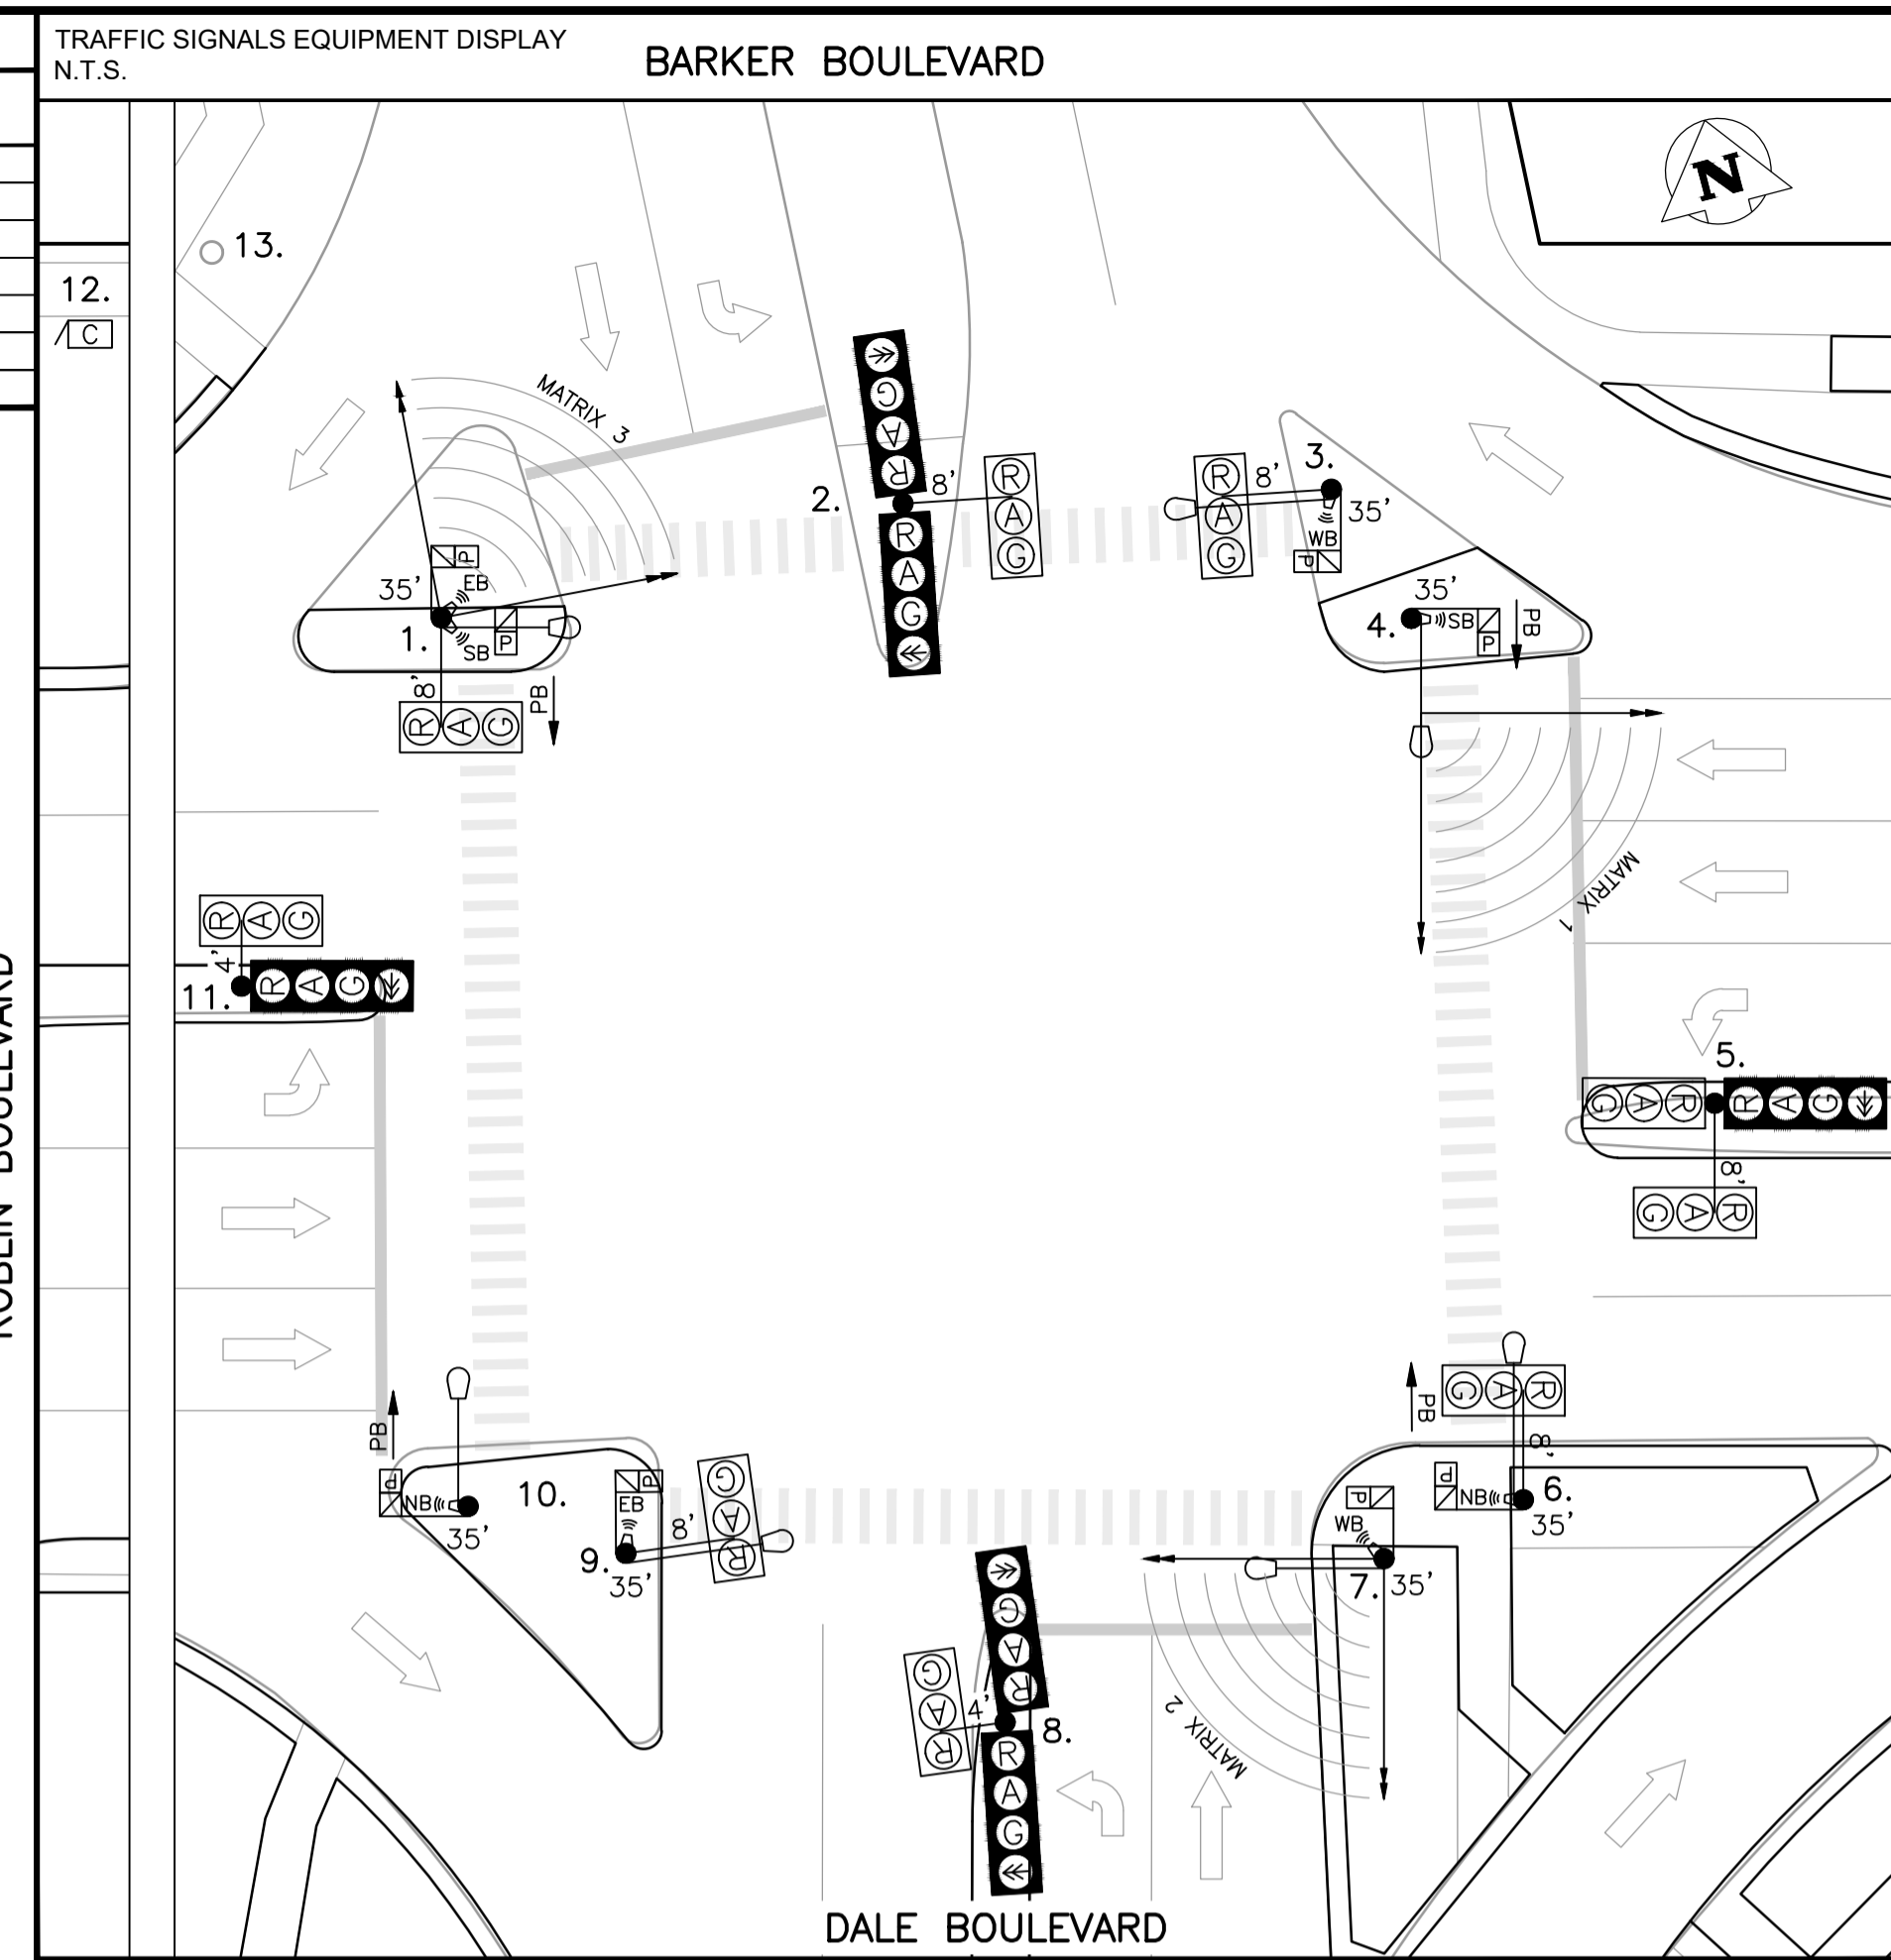 TRAFFIC SIGNALS EQUIPMENT DISPLAY
N.T.S.
BARKER BOULEVARD
N
13.
12.
C
MATRIX 3
G
A
R
2.
8'
R
A
G
R
A
G
R
A
G
8'
3.
35'
WB
P
P
35'
EB
1.
SB
P
8'
R A G
PB
35'
4.
SB
P
PB
MATRIX 1
R A G
4'
11.
R A G
5.
G A R
R A G
8'
G A R
BOULEVARD
PB
P
NB
35'
10.
P
EB
9.
35'
8'
G
A
R
G
A
R
4'
8.
G
A
R
R
A
G
MATRIX 2
PB
G A R
8'
P
NB
6.
35'
P
WB
7.
35'
DALE BOULEVARD